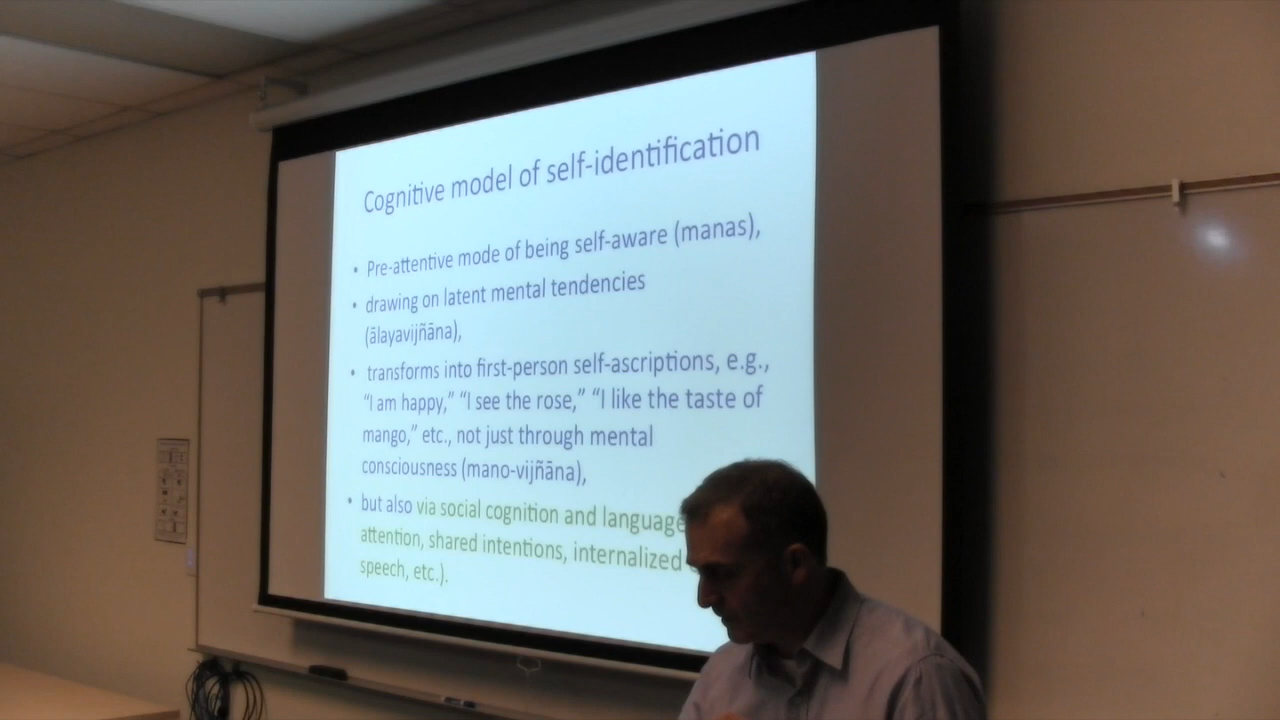 Cognitive model of self-identification
• Pre-attentive mode of being self-aware (manas),
• drawing on latent mental tendencies
(ālayavijñāna),
• transforms into first-person self-ascriptions, e.g.,
“I am happy,” “I see the rose,” “I like the taste of
mango,” etc., not just through mental
consciousness (mano-vijñāna),
• but also via social cognition and language
attention, shared intentions, internalized
speech, etc.).